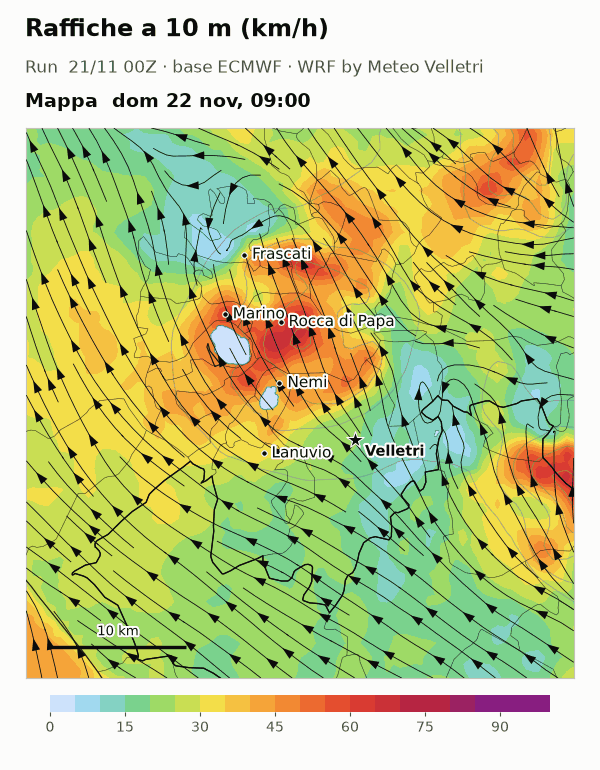 Raffiche a 10 m (km/h)
Run  21/11 00Z · base ECMWF · WRF by Meteo Velletri
Mappa  dom 22 nov, 09:00
Frascati
Marino
Rocca di Papa
Nemi
Velletri
Lanuvio
10 km
0 15 30 45 60 75 90